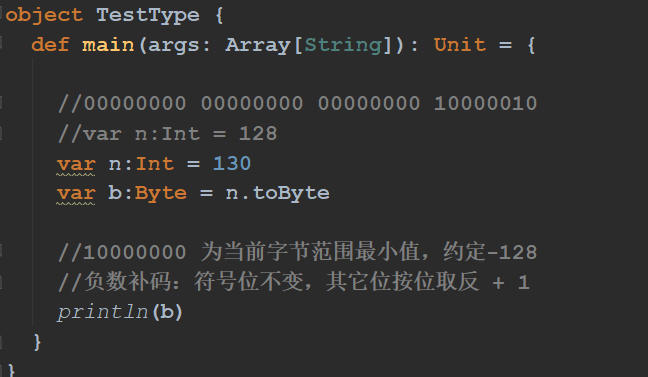 object TestType {
def main(args: Array[String]): Unit = {
//00000000 00000000 00000000 10000010
//var n:Int = 128
var n:Int = 130
var b:Byte = n.toByte
//10000000 为当前字节范围最小值，约定-128
//负数补码：符号位不变，其它位按位取反 + 1
println(b)
}
}